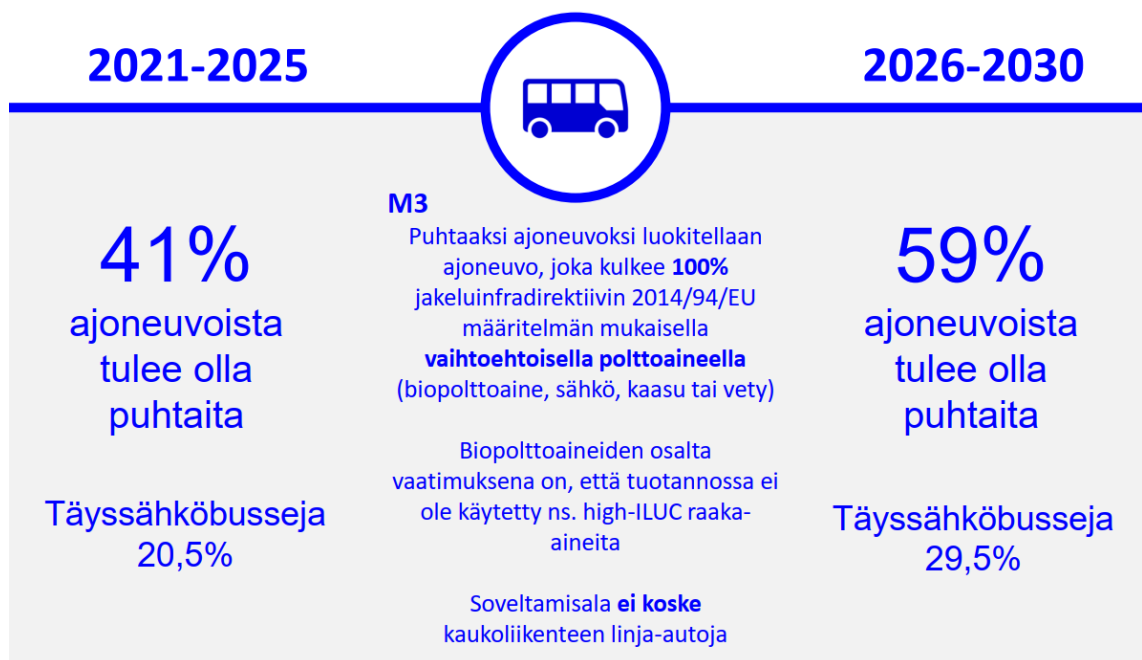 2021-2025
41%
ajoneuvoista
tulee olla
puhtaita
Täyssähköbusseja
20,5%
M3
Puhtaaksi ajoneuvoksi luokitellaan
ajoneuvo, joka kulkee 100%
jakeluinfradirektiivin 2014/94/EU
määritelmän mukaisella
vaihtoehtoisella polttoaineella
(biopolttoaine, sähkö, kaasu tai vety)
Biopolttoaineiden osalta
vaatimuksena on, että tuotannossa ei
ole käytetty ns. high-ILUC raaka-
aineita
Soveltamisala ei koske
kaukoliikenteen linja-autoja
2026-2030
59%
ajoneuvoista
tulee olla
puhtaita
Täyssähköbusseja
29,5%